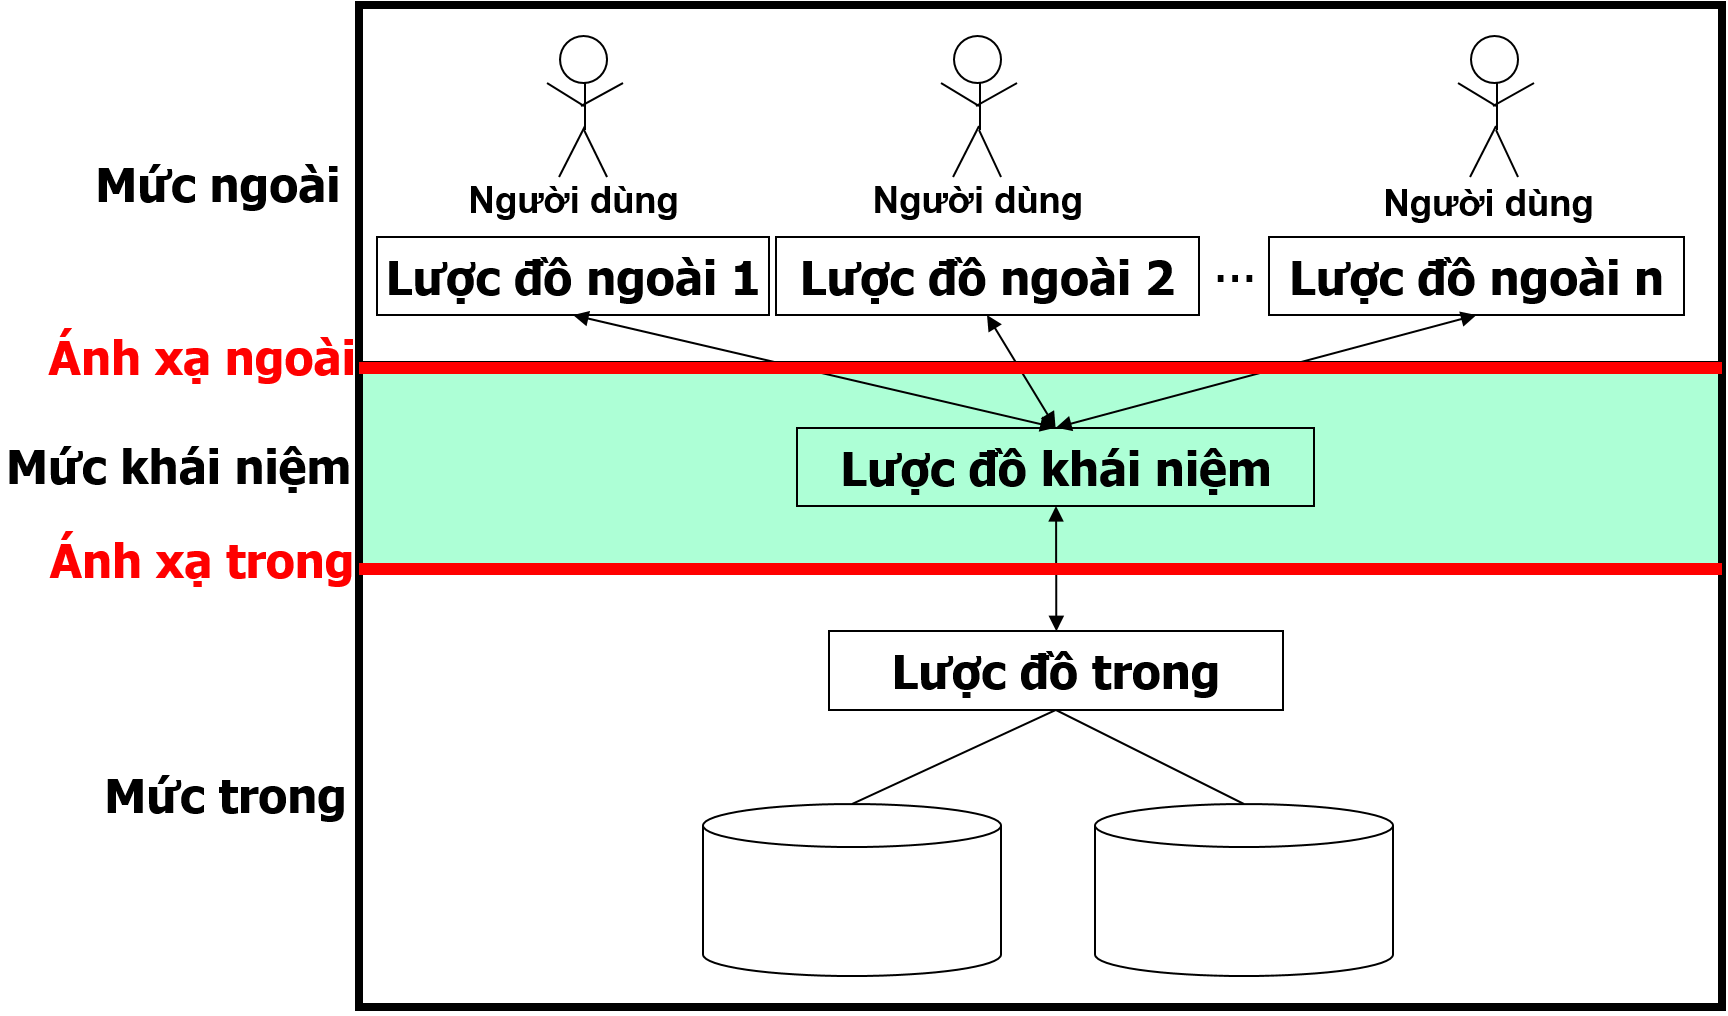 Người dùng
Người dùng
Người dùng
Mức ngoài
Lược đồ ngoài 1
Lược đồ ngoài 2
...
Lược đồ ngoài n
Ánh xạ ngoài
Mức khái niệm
Lược đồ khái niệm
Ánh xạ trong
Lược đồ trong
Mức trong